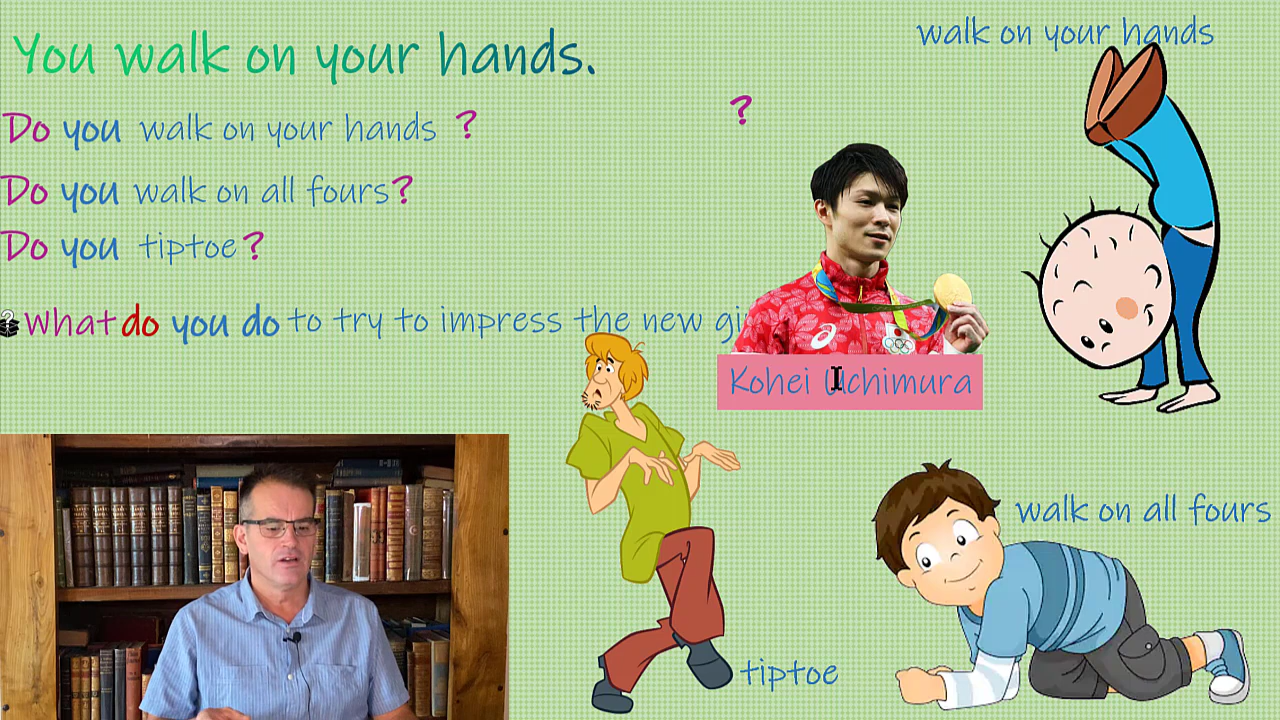 You walk on your hands.
walk on your hands
Do you walk on your hands ?
?
Do you walk on all fours?
Do you tiptoe?
What do you do to try to impress the new
Kohei Uchimura
walk on all fours
tiptoe